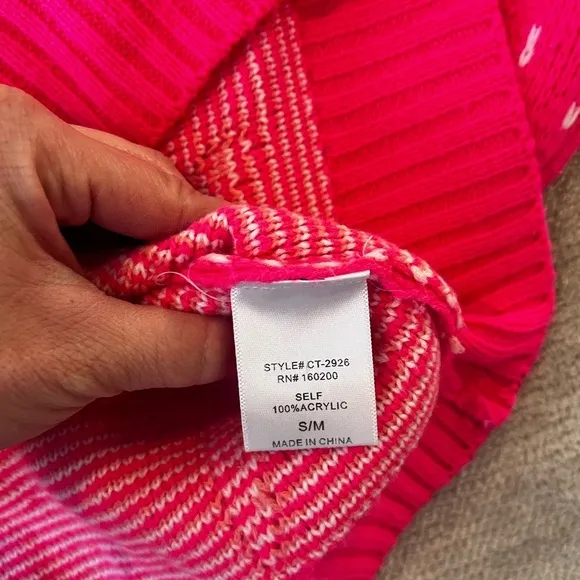 STYLE# CT-2926
RN# 160200
SELF
100%ACRYLIC
S/M
MADE IN CHINA